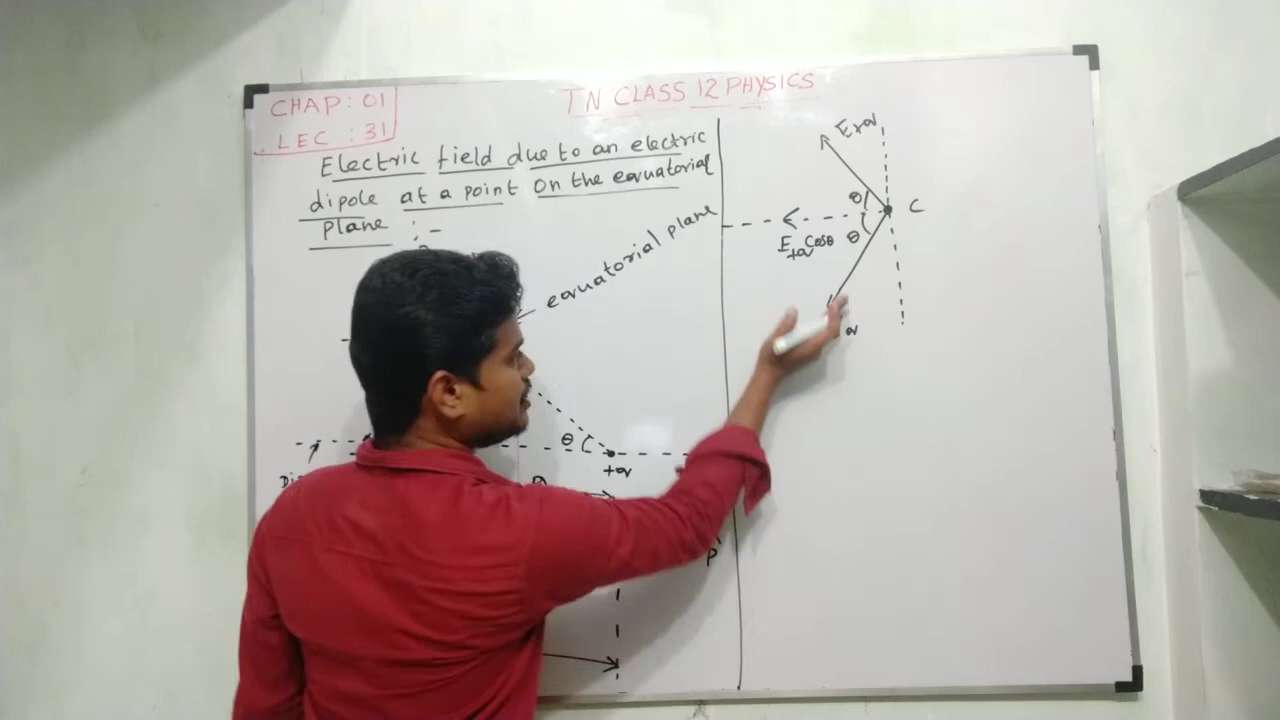 CHAP: 01
LEC : 31
TN CLASS 12 PHYSICS
Electric field due to an electric
dipole at a point on the equatorial
plane :-
equatorial plane
θ
+q
P
E+q
θ
C
θ
E+q cosθ
q